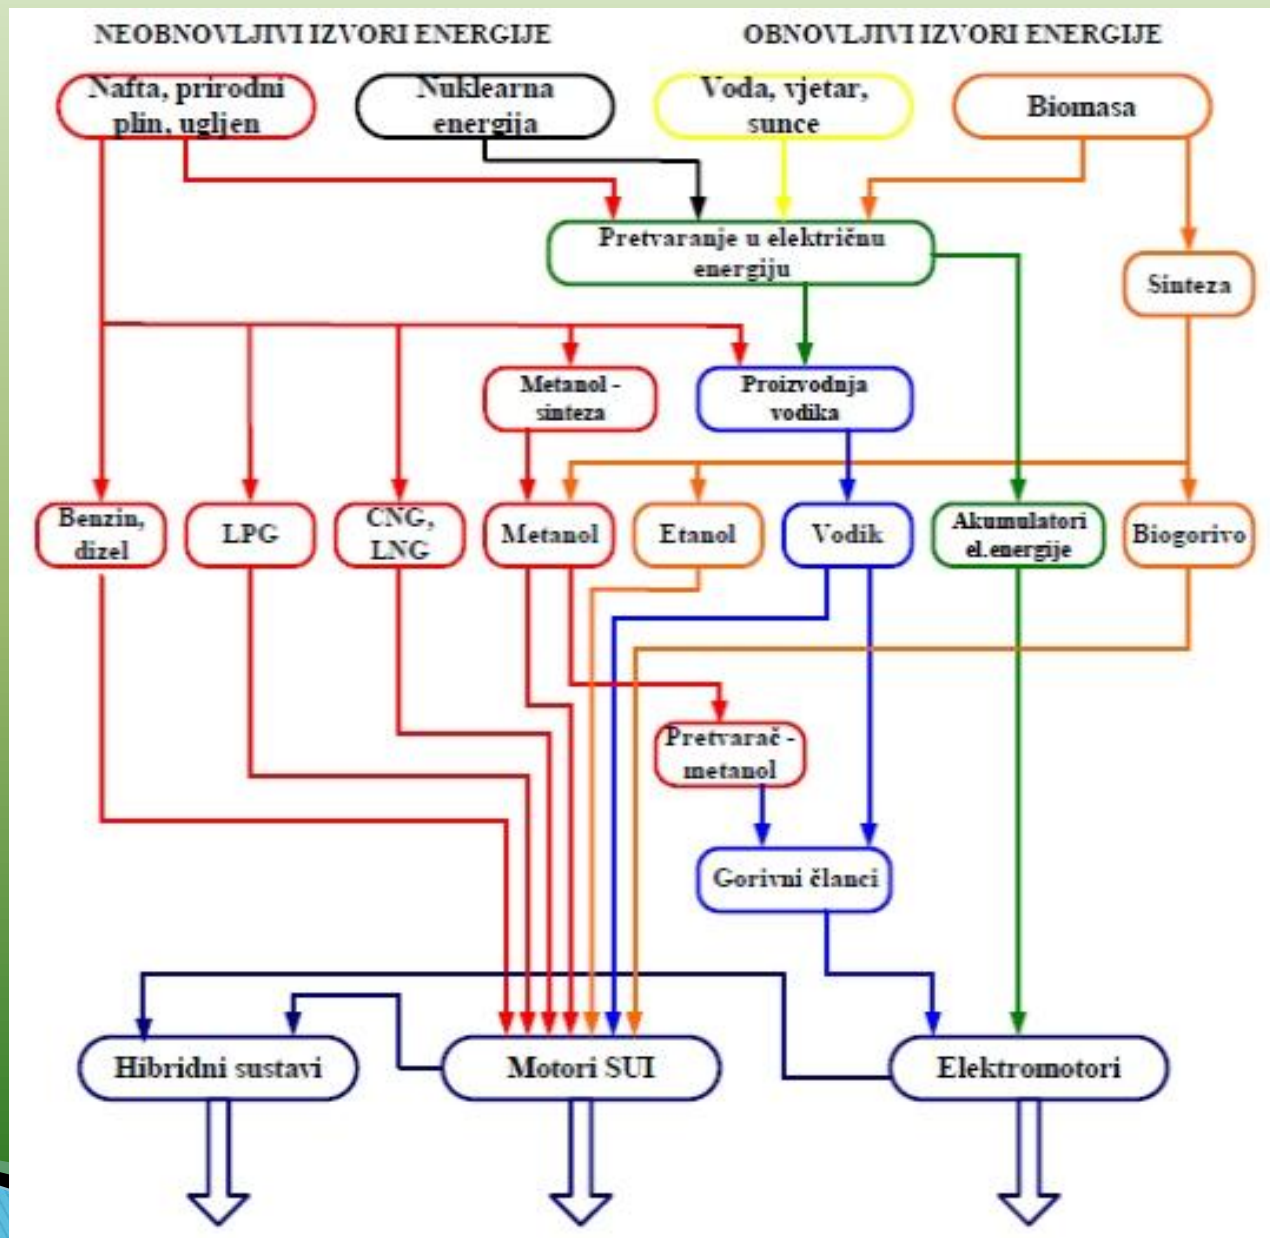 NEOBNOVLJIVI IZVORI ENERGIJE
OBNOVLJIVI IZVORI ENERGIJE
Nafta, prirodni
plin, ugljen
Nuklearna
energija
Voda, vjetar,
sunce
Biomasa
Pretvaranje u električnu
energiju
Sinteza
Metanol -
sinteza
Proizvodnja
vodika
Benzin,
dizel
LPG
CNG,
LNG
Metanol
Etanol
Vodik
Akumulatori
el.energije
Biogorivo
Pretvarač -
metanol
Gorivni članci
Hibridni sustavi
Motori SUI
Elektromotori